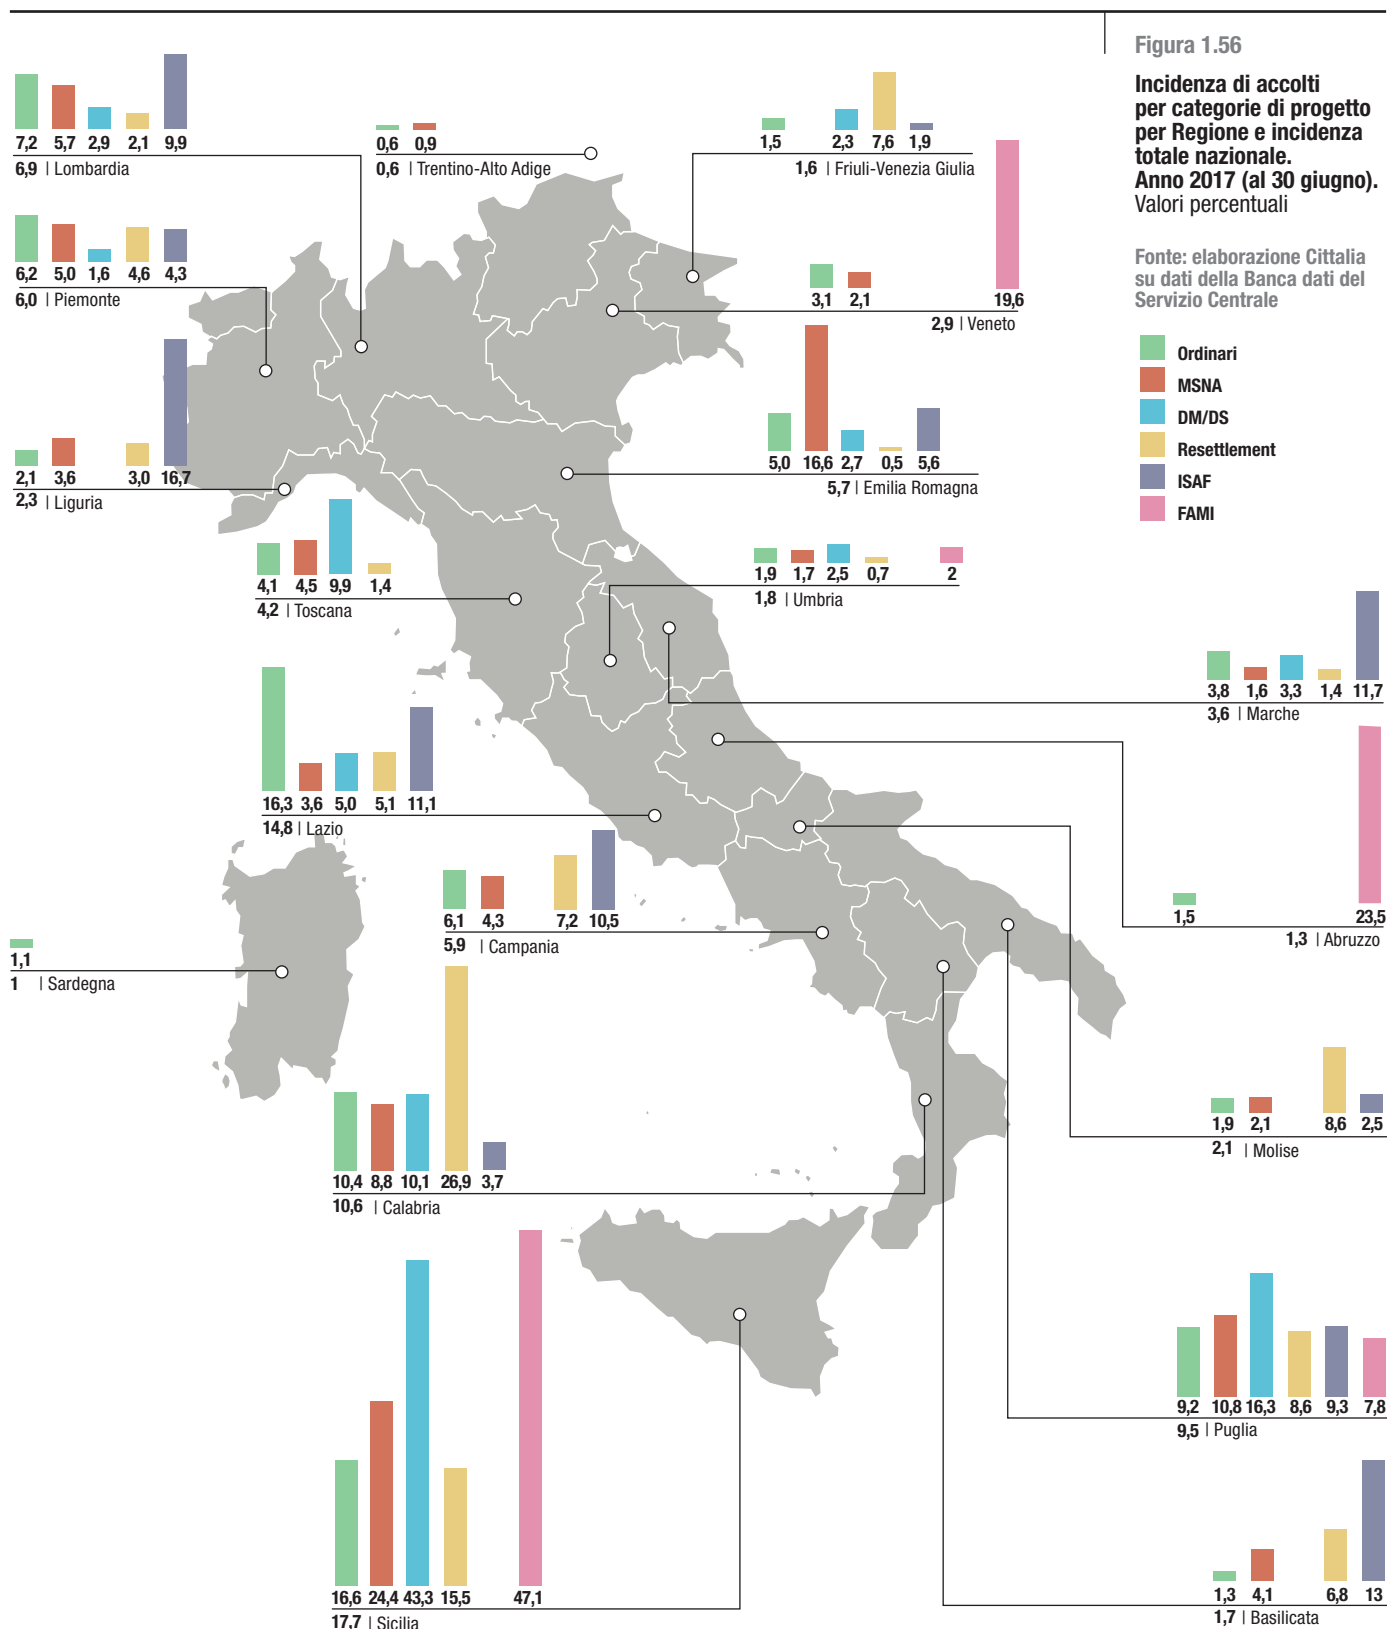 Figura 1.56
Incidenza di accolti
per categorie di progetto
per Regione e incidenza
totale nazionale.
Anno 2017 (al 30 giugno).
Valori percentuali
Fonte: elaborazione Cittalia
su dati della Banca dati del
Servizio Centrale
Ordinari
MSNA
DM/DS
Resettlement
ISAF
FAMI
7,2 5,7 2,9 2,1 9,9
6,9 | Lombardia
0,6 0,9
0,6 | Trentino-Alto Adige
1,5 2,3 7,6 1,9
1,6 | Friuli-Venezia Giulia
6,2 5,0 1,6 4,6 4,3
6,0 | Piemonte
3,1 2,1 19,6
2,9 | Veneto
2,1 3,6 3,0 16,7
2,3 | Liguria
5,0 16,6 2,7 0,5 5,6
5,7 | Emilia Romagna
4,1 4,5 9,9 1,4
4,2 | Toscana
1,9 1,7 2,5 0,7 2
1,8 | Umbria
3,8 1,6 3,3 1,4 11,7
3,6 | Marche
16,3 3,6 5,0 5,1 11,1
14,8 | Lazio
6,1 4,3 7,2 10,5
5,9 | Campania
1,5 23,5
1,3 | Abruzzo
1,1
1 | Sardegna
1,9 2,1 8,6 2,5
2,1 | Molise
10,4 8,8 10,1 26,9 3,7
10,6 | Calabria
9,2 10,8 16,3 8,6 9,3 7,8
9,5 | Puglia
16,6 24,4 43,3 15,5 47,1
17,7 | Sicilia
1,3 4,1 6,8 13
1,7 | Basilicata